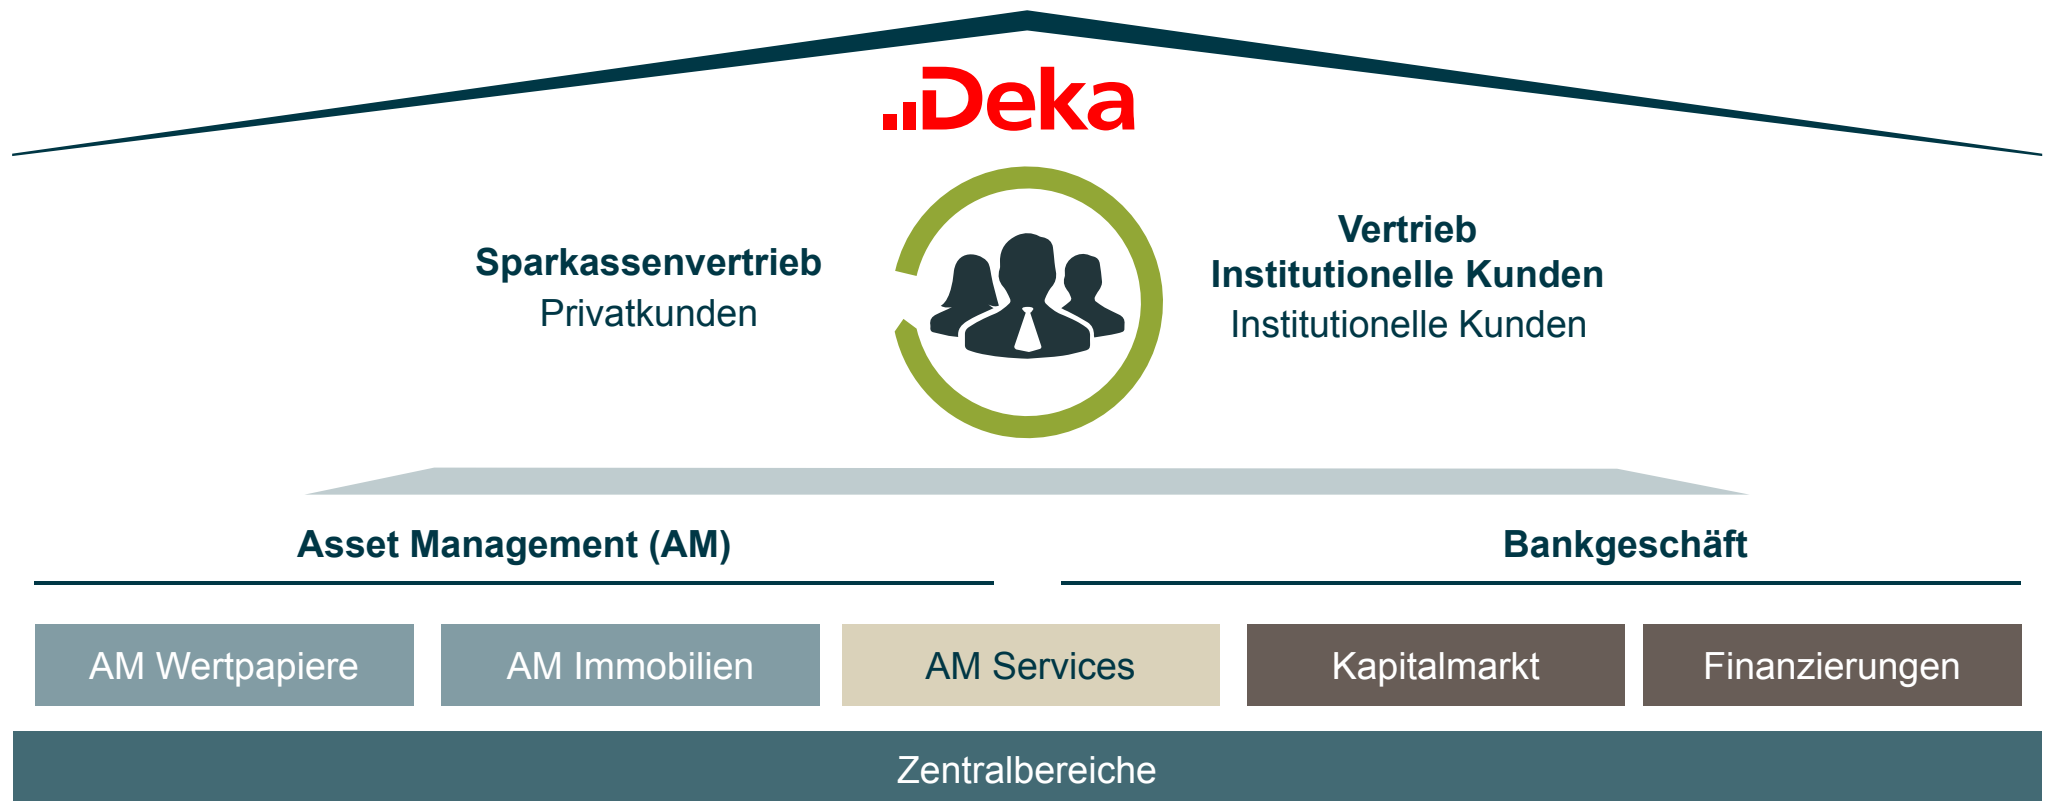 Deka
Sparkassenvertrieb
Privatkunden
Vertrieb
Institutionelle Kunden
Institutionelle Kunden
Asset Management (AM)
Bankgeschäft
AM Wertpapiere
AM Immobilien
AM Services
Kapitalmarkt
Finanzierungen
Zentralbereiche